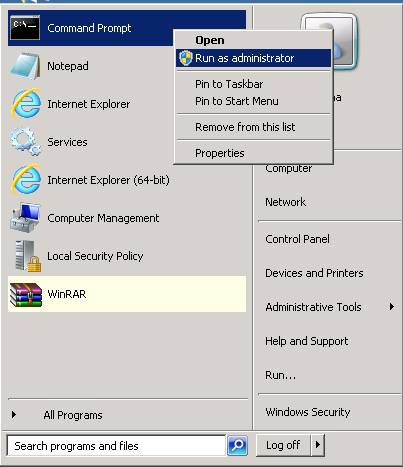 Command Prompt
Notepad
Internet Explorer
Services
Internet Explorer (64-bit)
Computer Management
Local Security Policy
WinRAR
All Programs
Search programs and files
Open
Run as administrator
Pin to Taskbar
Pin to Start Menu
Remove from this list
Properties
Computer
Network
Control Panel
Devices and Printers
Administrative Tools
Help and Support
Run...
Windows Security
Log off